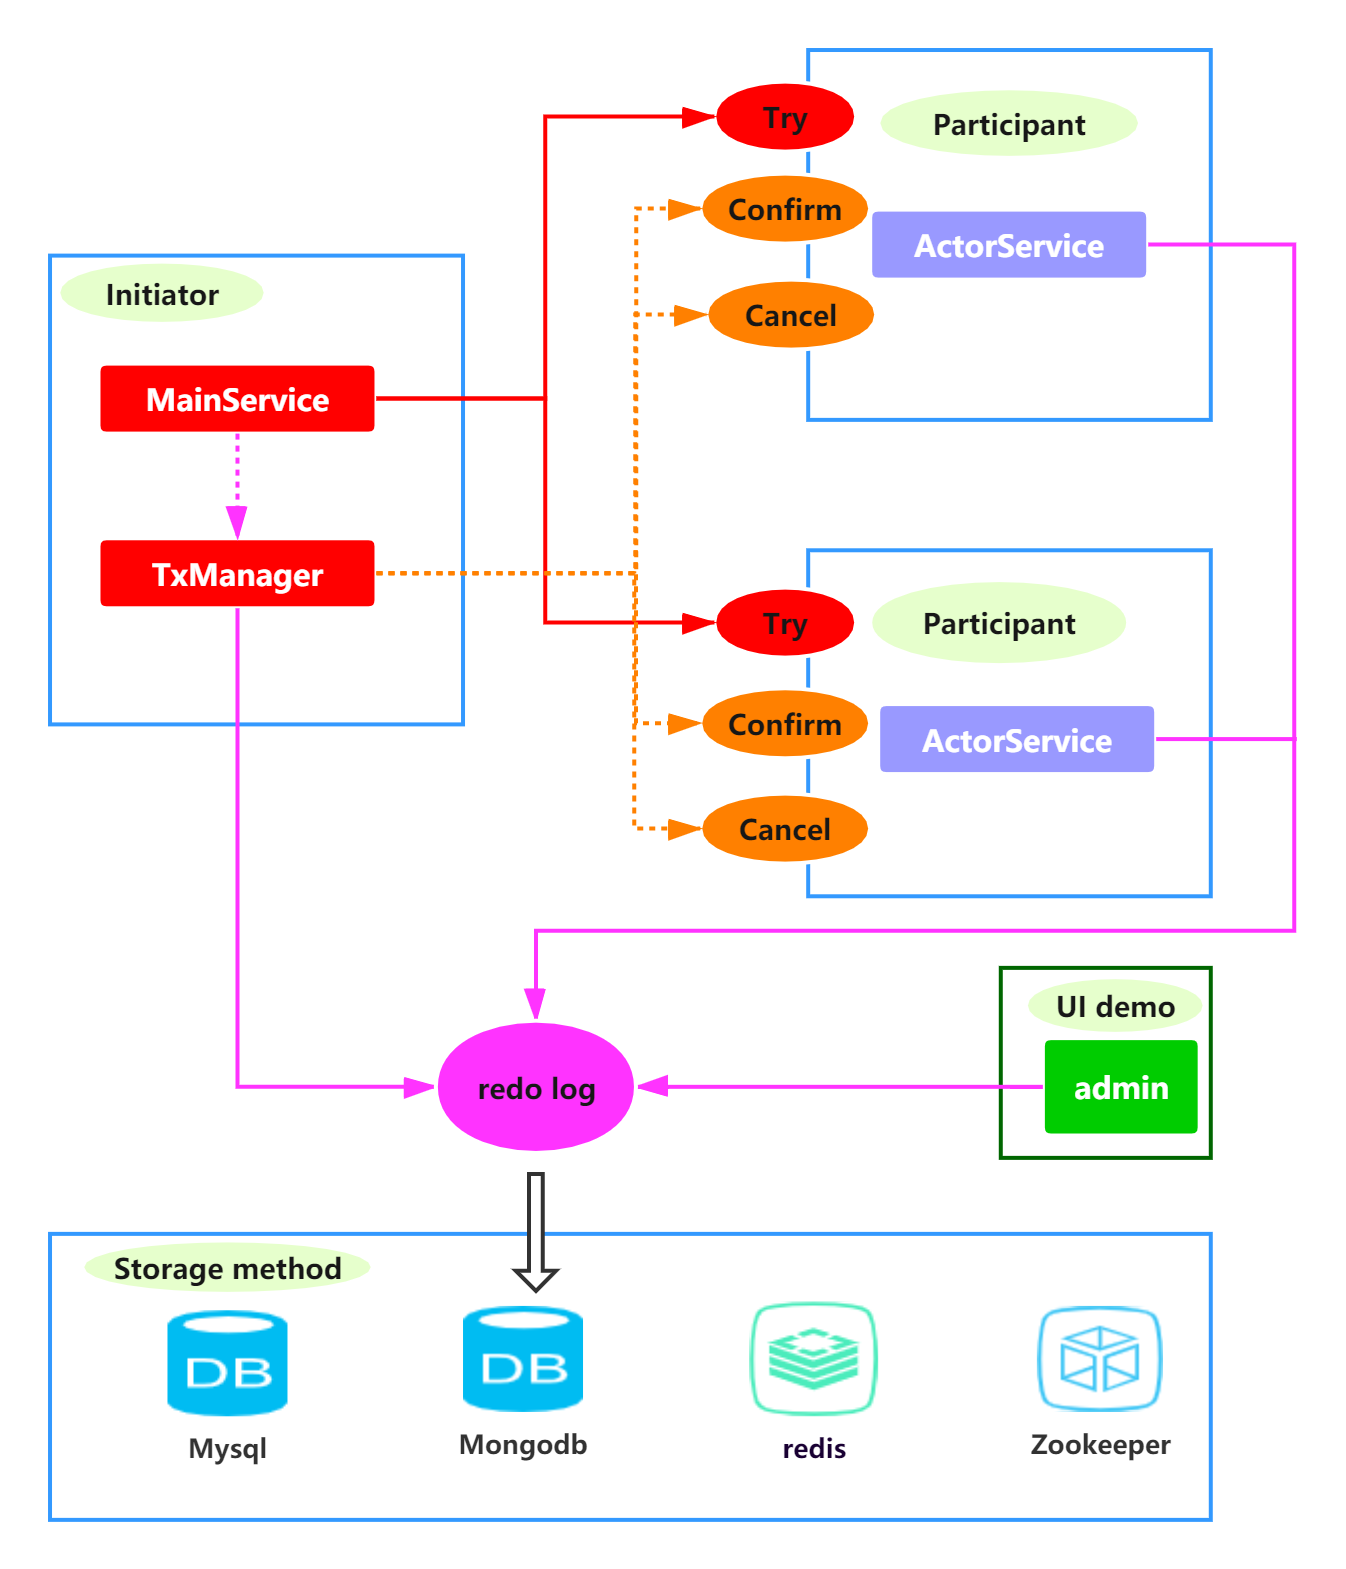 Try
Participant
Confirm
ActorService
Cancel
Initiator
MainService
TxManager
Try
Participant
Confirm
ActorService
Cancel
UI demo
admin
redo log
Storage method
DB
DB
Mysql
Mongodb
redis
Zookeeper